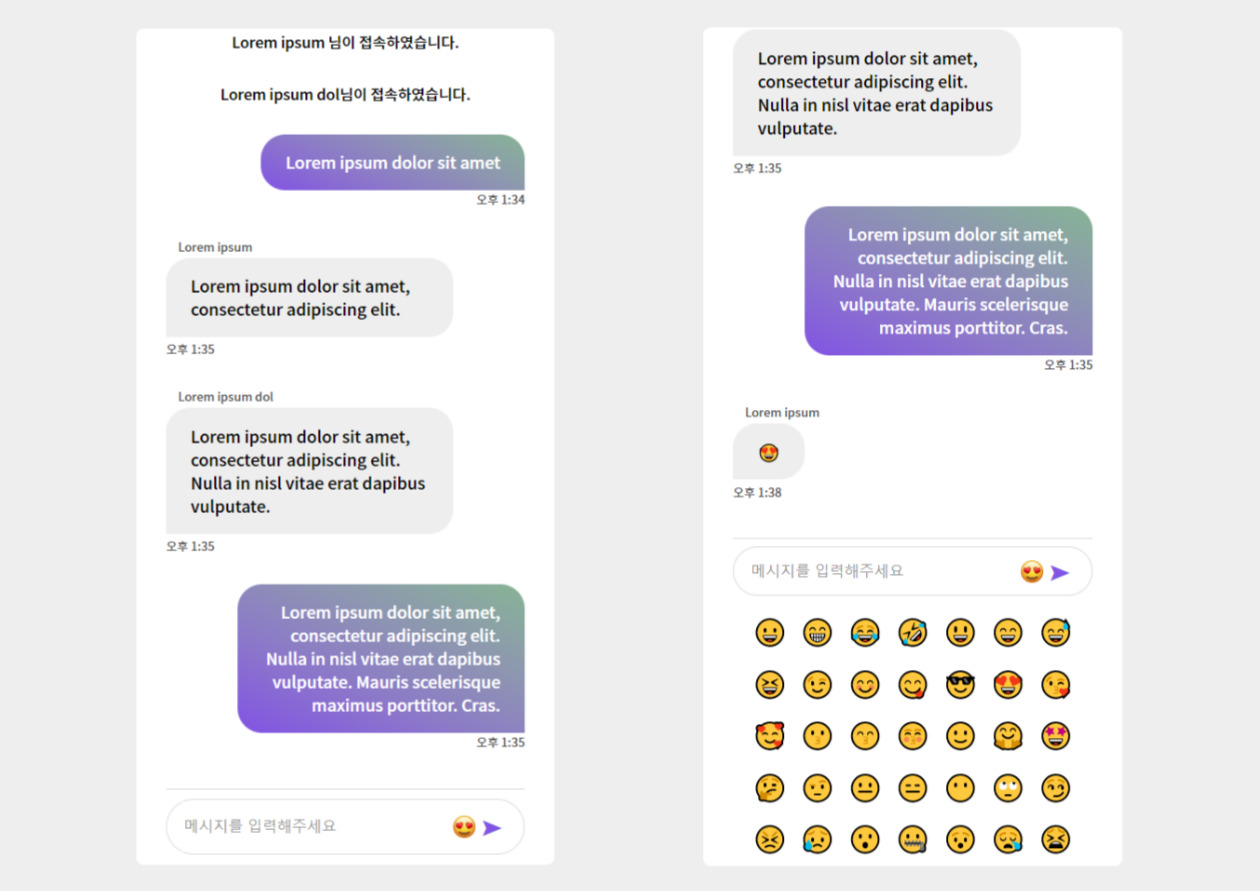 Lorem ipsum 님이 접속하였습니다.
Lorem ipsum dol님이 접속하였습니다.
Lorem ipsum dolor sit amet
오후 1:34
Lorem ipsum
Lorem ipsum dolor sit amet,
consectetur adipiscing elit.
오후 1:35
Lorem ipsum dol
Lorem ipsum dolor sit amet,
consectetur adipiscing elit.
Nulla in nisl vitae erat dapibus
vulputate.
오후 1:35
Lorem ipsum dolor sit amet,
consectetur adipiscing elit.
Nulla in nisl vitae erat dapibus
vulputate. Mauris scelerisque
maximus porttitor. Cras.
오후 1:35
메시지를 입력해주세요
Lorem ipsum dolor sit amet,
consectetur adipiscing elit.
Nulla in nisl vitae erat dapibus
vulputate.
오후 1:35
Lorem ipsum dolor sit amet,
consectetur adipiscing elit.
Nulla in nisl vitae erat dapibus
vulputate. Mauris scelerisque
maximus porttitor. Cras.
오후 1:35
Lorem ipsum
오후 1:38
메시지를 입력해주세요